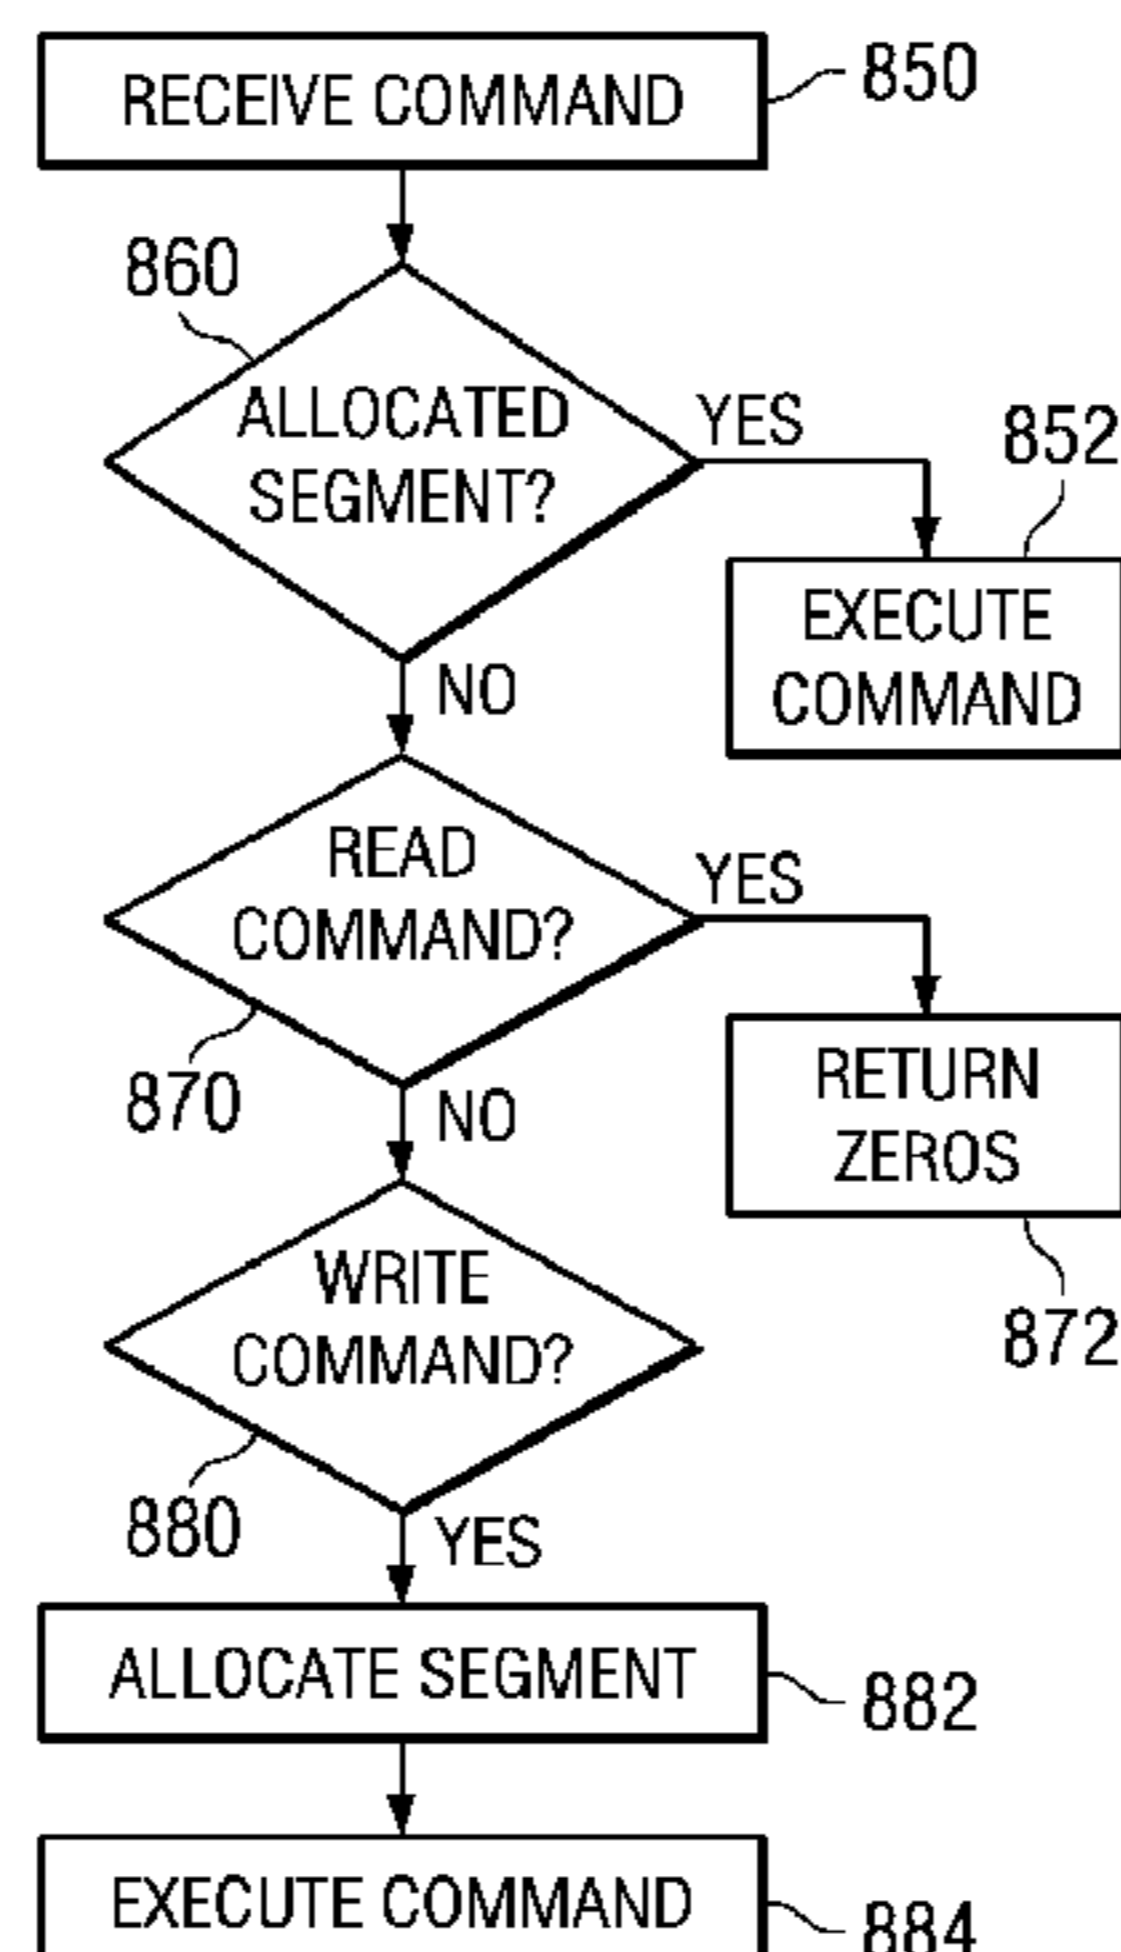 RECEIVE COMMAND
850
860
ALLOCATED
SEGMENT?
YES
852
EXECUTE
COMMAND
NO
READ
COMMAND?
YES
870
RETURN
ZEROS
NO
872
WRITE
COMMAND?
880
YES
ALLOCATE SEGMENT
882
EXECUTE COMMAND
884